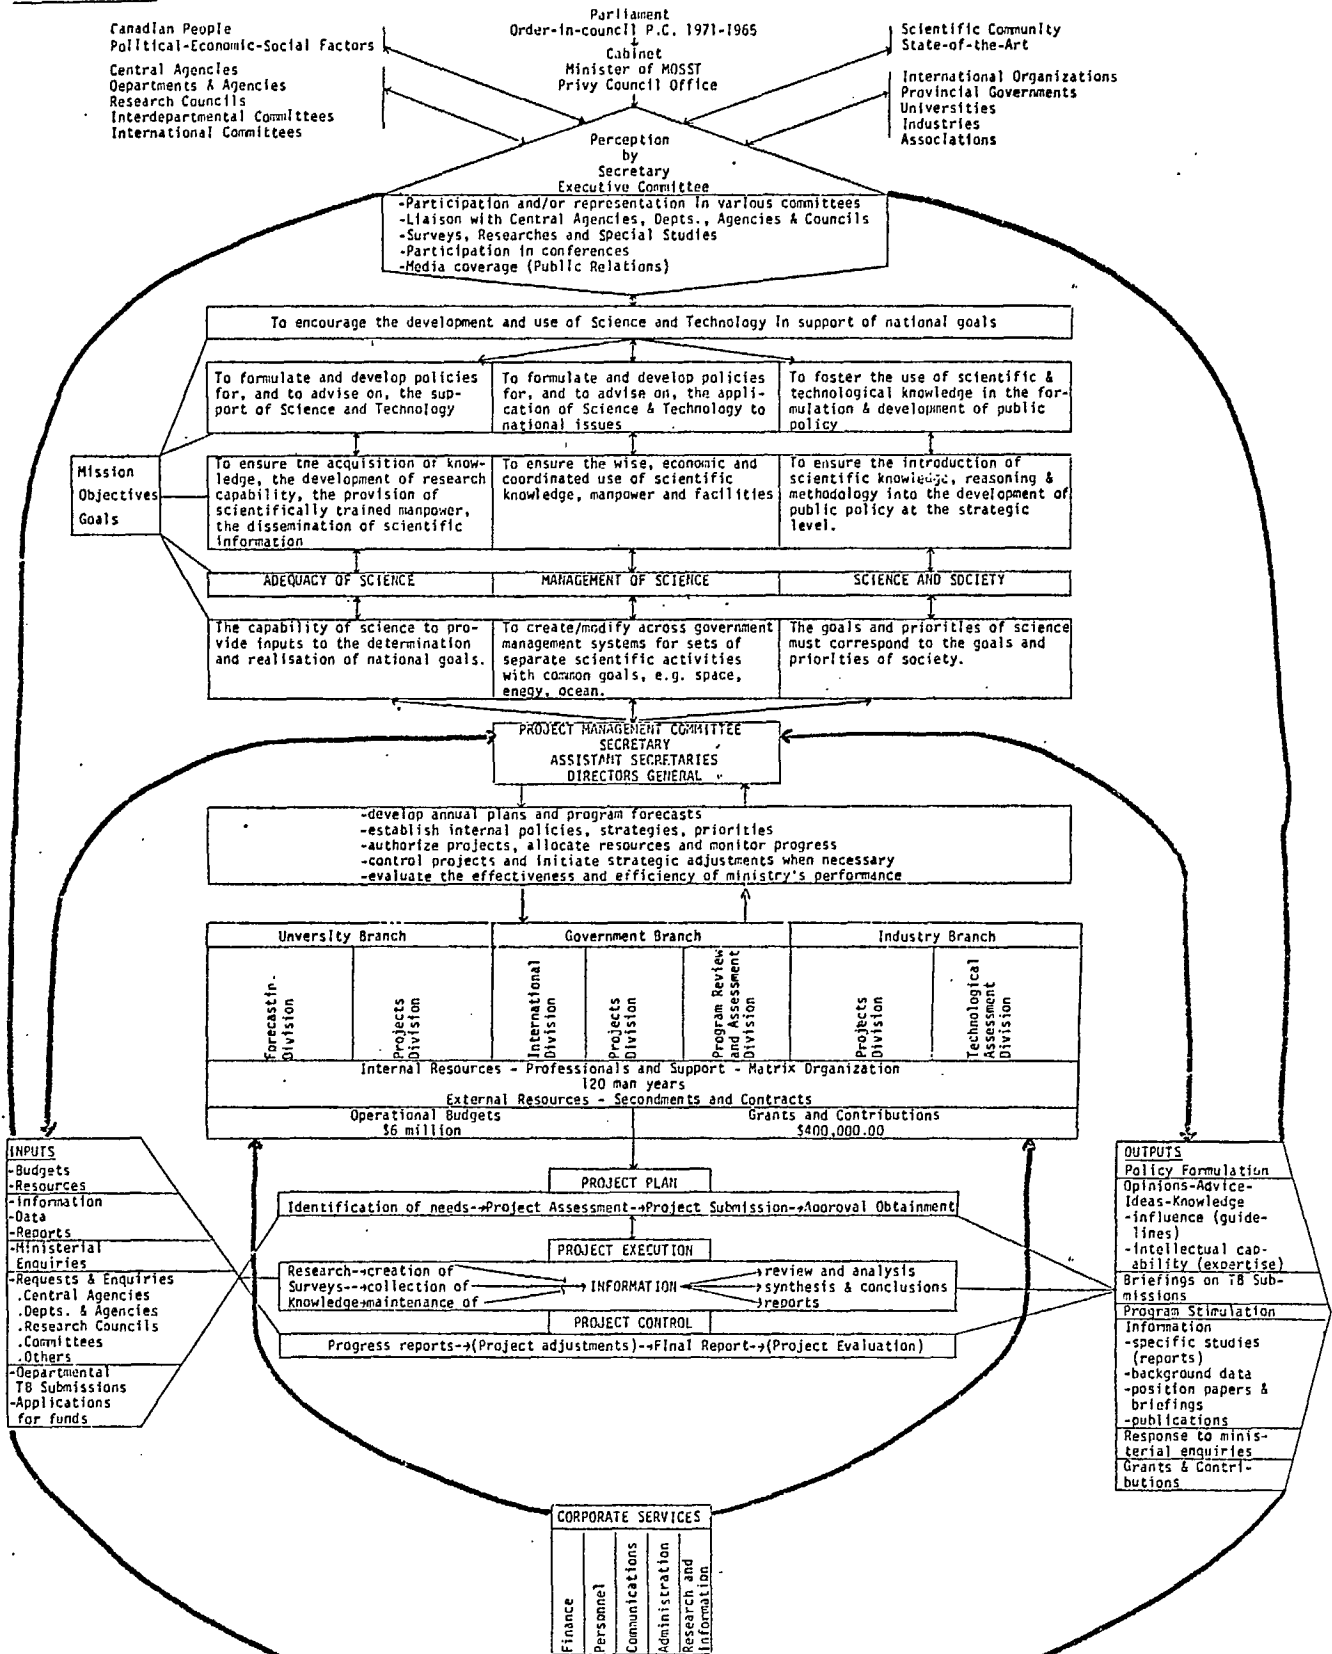 Canadian People
Political-Economic-Social Factors
Central Agencies
Departments & Agencies
Research Councils
Interdepartmental Committees
International Committees
Parliament
Order-in-council P.C. 1971-1965
Cabinet
Minister of MOSST
Privy Council Office
Scientific Community
State-of-the-Art
International Organizations
Provincial Governments
Universities
Industries
Associations
Perception
by
Secretary
Executive Committee
-Participation and/or representation in various committees
-Liaison with Central Agencies, Depts., Agencies & Councils
-Surveys, Researches and Special Studies
-Participation in conferences
-Media coverage (Public Relations)
To encourage the development and use of Science and Technology in support of national goals
To formulate and develop policies
for, and to advise on, the sup-
port of Science and Technology
To formulate and develop policies
for, and to advise on, the appli-
cation of Science & Technology to
national issues
To foster the use of scientific &
technological knowledge in the for-
mulation & development of public
policy
Mission
Objectives
Goals
To ensure the acquisition of know-
ledge, the development of research
capability, the provision of
scientifically trained manpower,
the dissemination of scientific
information
To ensure the wise, economic and
coordinated use of scientific
knowledge, manpower and facilities
To ensure the introduction of
scientific knowledge, reasoning &
methodology into the development of
public policy at the strategic
level.
ADEQUACY OF SCIENCE
MANAGEMENT OF SCIENCE
SCIENCE AND SOCIETY
The capability of science to pro-
vide inputs to the determination
and realisation of national goals.
To create/modify across government
management systems for sets of
separate scientific activities
with common goals, e.g. space,
enegy, ocean.
The goals and priorities of science
must correspond to the goals and
priorities of society.
PROJECT MANAGEMENT COMMITTEE
SECRETARY
ASSISTANT SECRETARIES
DIRECTORS GENERAL
-develop annual plans and program forecasts
-establish internal policies, strategies, priorities
-authorize projects, allocate resources and monitor progress
-control projects and initiate strategic adjustments when necessary
-evaluate the effectiveness and efficiency of ministry's performance
Unversity Branch
Government Branch
Industry Branch
Forecastin-
Division
Projects
Division
International
Division
Projects
Division
Program Review
and Assessment
Division
Projects
Division
Technological
Assessment
Division
Internal Resources - Professionals and Support - Matrix Organization
120 man years
External Resources - Secondments and Contracts
Operational Budgets
$6 million
Grants and Contributions
$400,000.00
INPUTS
-Budgets
-Resources
-Information
-Data
-Reports
-Ministerial
Enquiries
-Requests & Enquiries
.Central Agencies
.Depts. & Agencies
.Research Councils
.Committees
.Others
-Departmental
TB Submissions
-Applications
for funds
PROJECT PLAN
Identification of needs→Project Assessment→Project Submission→Approval Obtainment
PROJECT EXECUTION
Research→creation of
Surveys→collection of
Knowledge→maintenance of
INFORMATION
review and analysis
synthesis & conclusions
reports
PROJECT CONTROL
Progress reports→(Project adjustments)→Final Report→(Project Evaluation)
OUTPUTS
Policy Formulation
Opinions-Advice-
Ideas-Knowledge
-influence (guide-
lines)
-intellectual cap-
ability (expertise)
Briefings on TB Sub-
missions
Program Stimulation
Information
-specific studies
(reports)
-background data
-position papers &
briefings
-publications
Response to minis-
terial enquiries
Grants & Contri-
butions
CORPORATE SERVICES
Finance
Personnel
Communications
Administration
Research and
Information